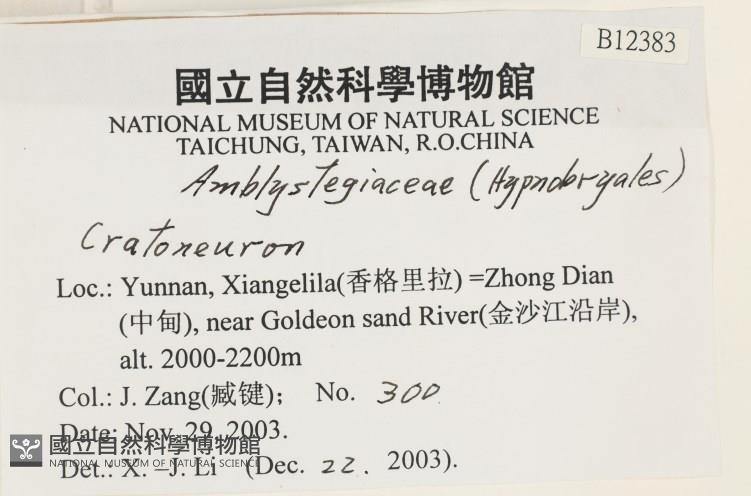 B12383
國立自然科學博物館
NATIONAL MUSEUM OF NATURAL SCIENCE
TAICHUNG, TAIWAN, R.O.CHINA
Amblystegiaceae (Hypnobryales)
Cratoneuron
Loc.: Yunnan, Xiangelila(香格里拉) =Zhong Dian
(中甸), near Goldeon sand River(金沙江沿岸),
alt. 2000-2200m
Col.: J. Zang(臧键); No. 300
Date: Nov. 29, 2003.
國立自然科學博物館
NATIONAL MUSEUM OF NATURAL SCIENCE
Det.: X. –J. Li (Dec. 22. 2003).